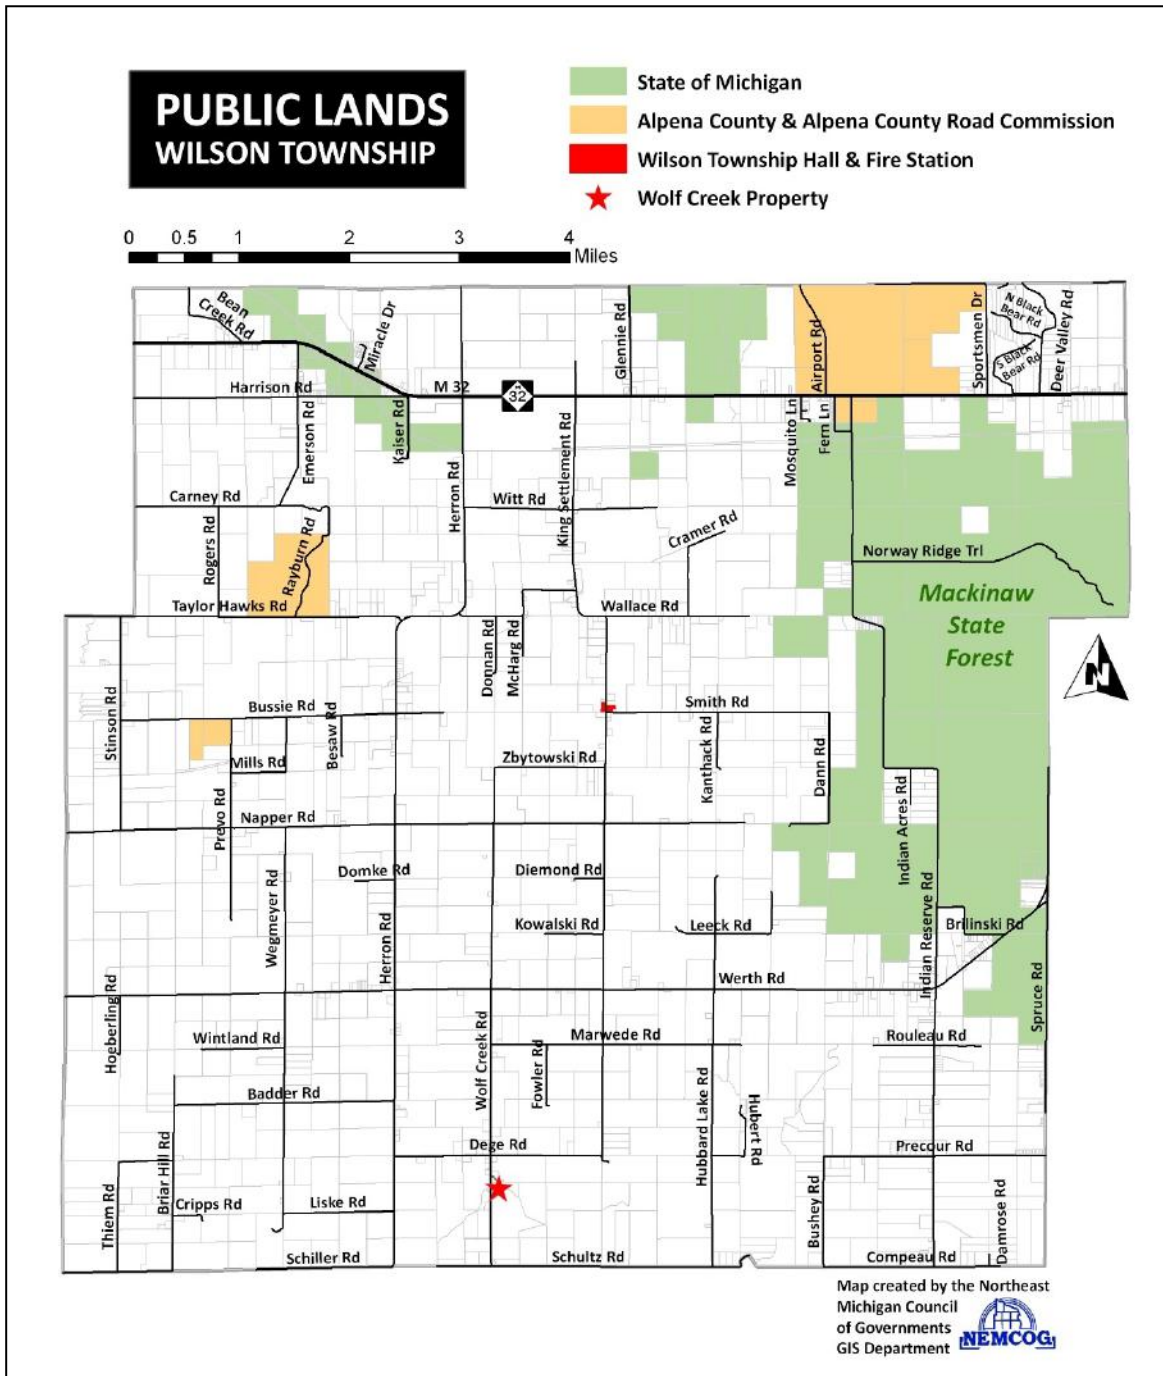 PUBLIC LANDS
WILSON TOWNSHIP
State of Michigan
Alpena County & Alpena County Road Commission
Wilson Township Hall & Fire Station
Wolf Creek Property
0 0.5 1 2 3 4
Miles
Bean
Creek Rd
Miracle Dr
Glennie Rd
Airport Rd
Sportsmen Dr
N Black
Bear Rd
S Black
Bear Rd
Deer Valley Rd
Harrison Rd
M 32
M
32
Emerson Rd
Kaiser Rd
Herron Rd
King Settlement Rd
Mosquito Ln
Fern Ln
Carney Rd
Witt Rd
Rogers Rd
Rayburn Rd
Cramer Rd
Norway Ridge Trl
Taylor Hawks Rd
Wallace Rd
Mackinaw
State
Forest
N
Donnan Rd
McHarg Rd
Stinson Rd
Bussie Rd
Besaw Rd
Smith Rd
Mills Rd
Zbytowski Rd
Kanthack Rd
Dann Rd
Prevo Rd
Napper Rd
Indian Acres Rd
Domke Rd
Diemond Rd
Wegmeyer Rd
Herron Rd
Kowalski Rd
Leeck Rd
Indian Reserve Rd
Brilinski Rd
Hoeberling Rd
Werth Rd
Spruce Rd
Wintland Rd
Wolf Creek Rd
Marwede Rd
Rouleau Rd
Fowler Rd
Badder Rd
Hubbard Lake Rd
Hubert Rd
Dege Rd
Precour Rd
Thiem Rd
Briar Hill Rd
Cripps Rd
Liske Rd
Bushey Rd
Damrose Rd
Schiller Rd
Schultz Rd
Compeau Rd
Map created by the Northeast
Michigan Council
of Governments
GIS Department
NEMCOG